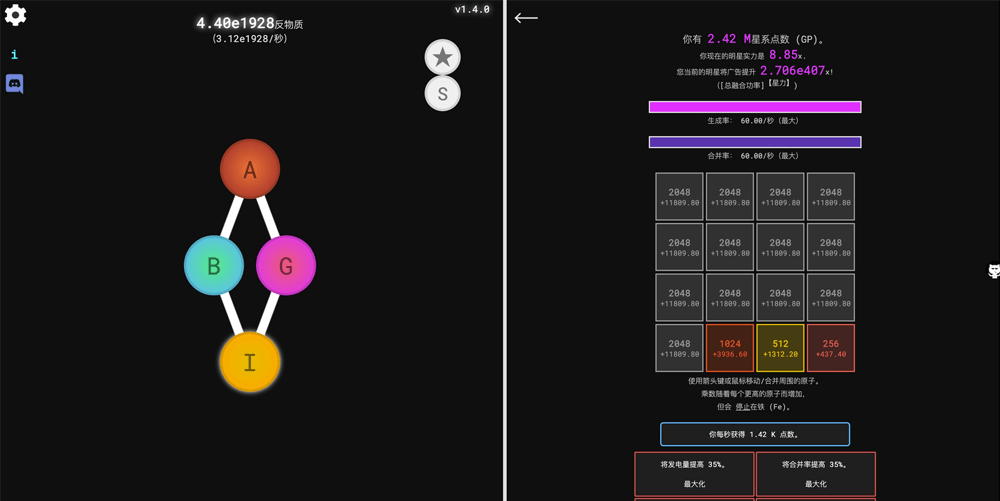 v1.4.0
4.40e1928反物质
(3.12e1928/秒)
i
S
A
B
G
I
你有 2.42 M星系点数 (GP)。
你现在的明星实力是 8.85x.
您当前的明星将广告提升 2.706e407x!
([总融合功率]【星力】)
生成率: 60.00/秒 (最大)
合并率: 60.00/秒 (最大)
2048 2048 2048 2048
+11809.80 +11809.80 +11809.80 +11809.80
2048 2048 2048 2048
+11809.80 +11809.80 +11809.80 +11809.80
2048 2048 2048 2048
+11809.80 +11809.80 +11809.80 +11809.80
2048 1024 512 256
+11809.80 +3936.60 +1312.20 +437.40
使用箭头键或鼠标移动/合并周围的原子。
乘数随着每个更高的原子而增加,
但会 停止在铁 (Fe)。
你每秒获得 1.42 K 点数。
将发电量提高 35%。 将合并率提高 35%。
最大化 最大化